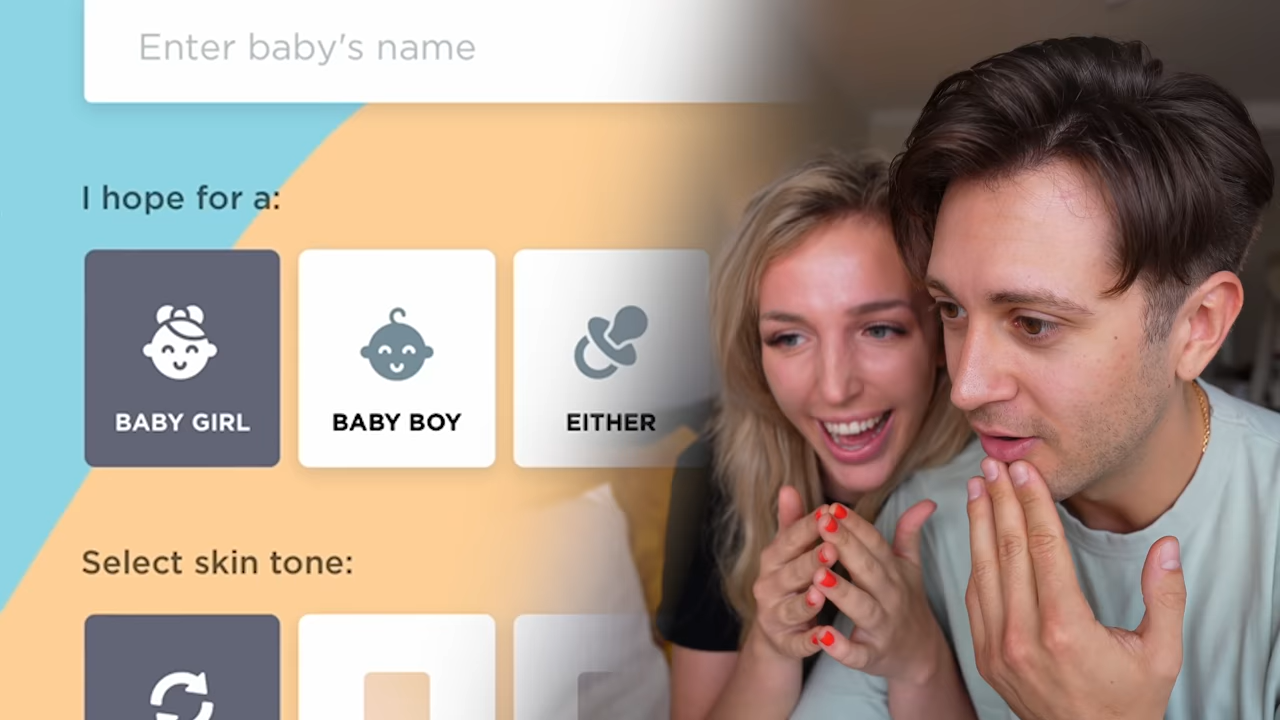 Enter baby's name
I hope for a:
BABY GIRL
BABY BOY
EITHER
Select skin tone: